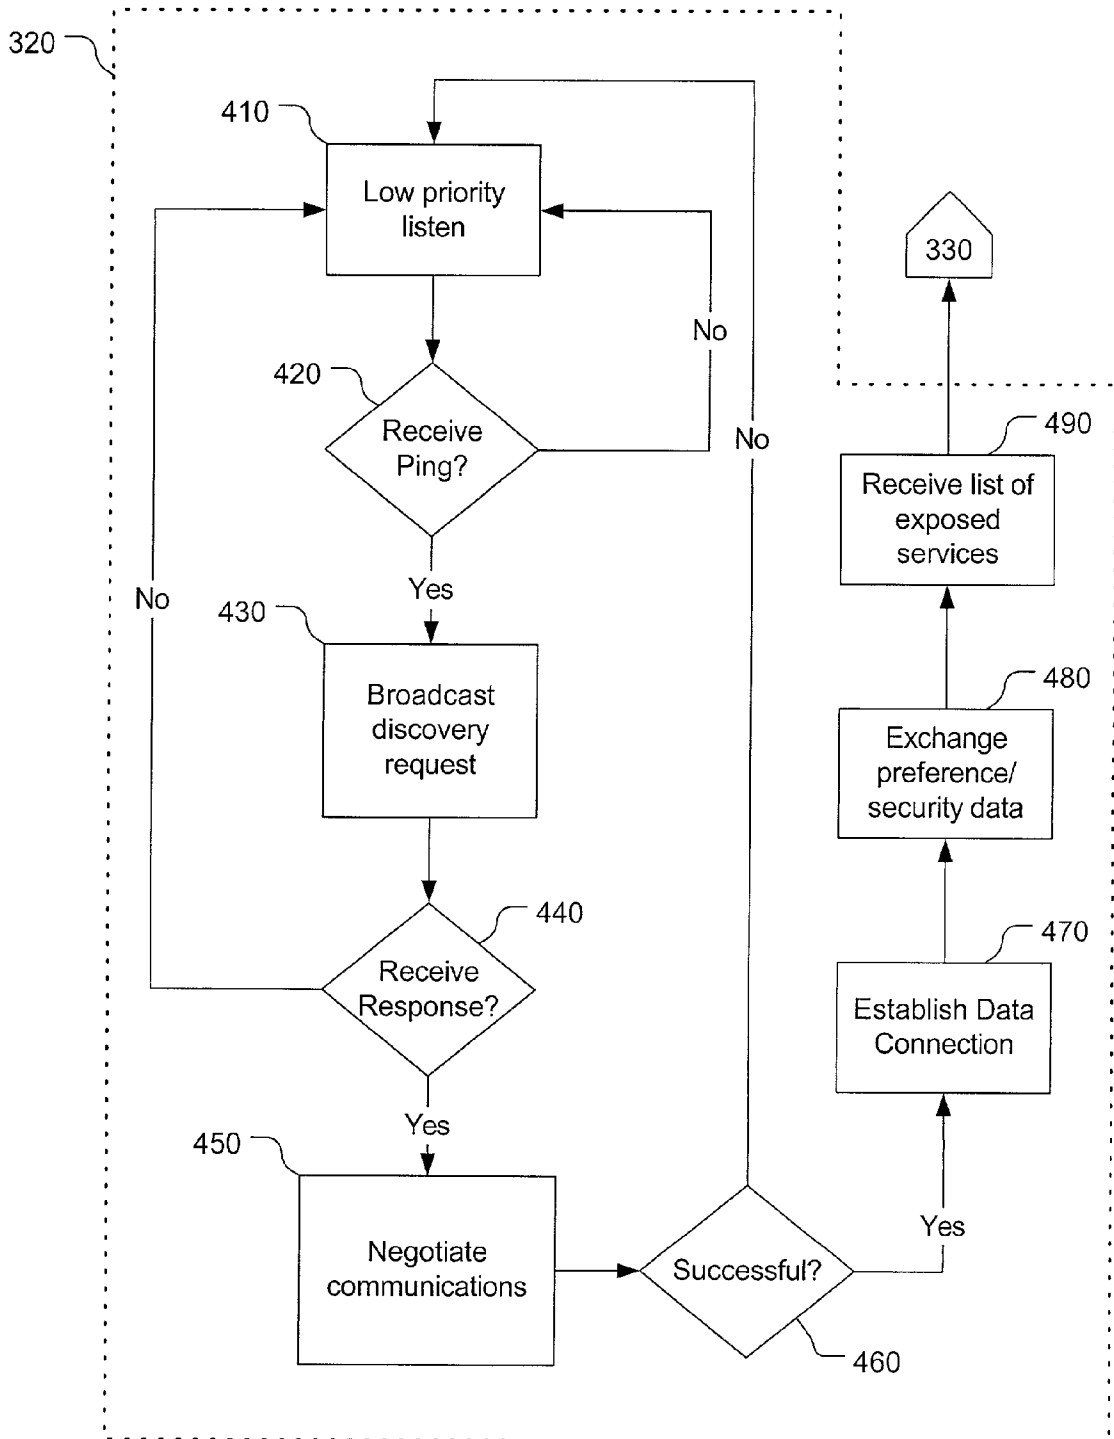 320
410
Low priority
listen
330
No
420
Receive
Ping?
No
490
Receive list of
exposed
services
Yes
No
430
Broadcast
discovery
request
480
Exchange
preference/
security data
440
Receive
Response?
470
Establish Data
Connection
Yes
450
Negotiate
communications
Successful?
Yes
460